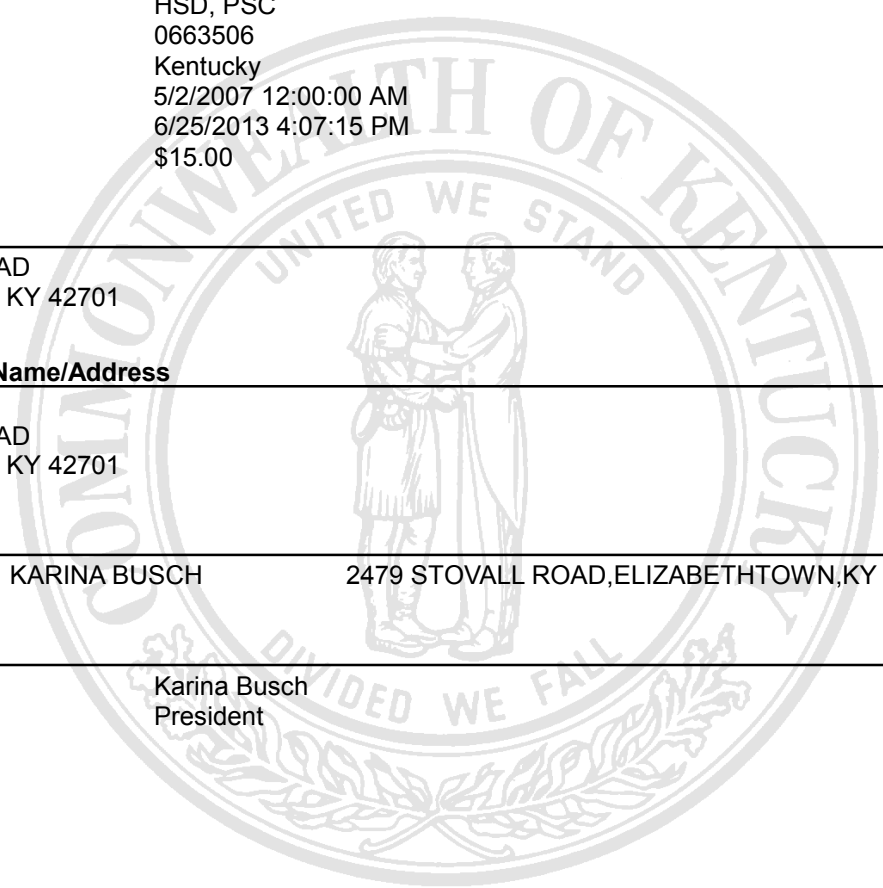 HSD, PSC
0663506
Kentucky
5/2/2007 12:00:00 AM
6/25/2013 4:07:15 PM
$15.00
AD
KY 42701
Name/Address
AD
KY 42701
KARINA BUSCH 2479 STOVALL ROAD,ELIZABETHTOWN,KY
Karina Busch
President
COMMONWEALTH OF KENTUCKY
UNITED WE STAND
DIVIDED WE FALL